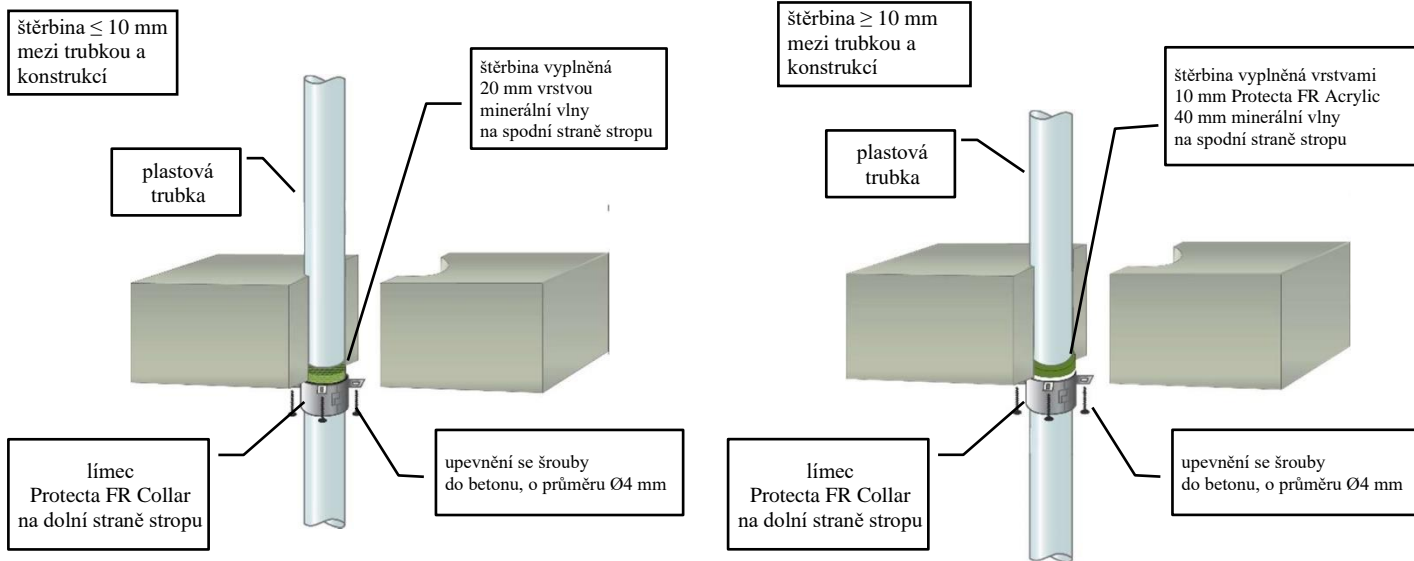 štěrbina ≤ 10 mm
mezi trubkou a
konstrukcí
štěrbina vyplněná
20 mm vrstvou
minerální vlny
na spodní straně stropu
plastová
trubka
límec
Protecta FR Collar
na dolní straně stropu
upevnění se šrouby
do betonu, o průměru Ø4 mm
štěrbina ≥ 10 mm
mezi trubkou a
konstrukcí
štěrbina vyplněná vrstvami
10 mm Protecta FR Acrylic
40 mm minerální vlny
na spodní straně stropu
plastová
trubka
límec
Protecta FR Collar
na dolní straně stropu
upevnění se šrouby
do betonu, o průměru Ø4 mm